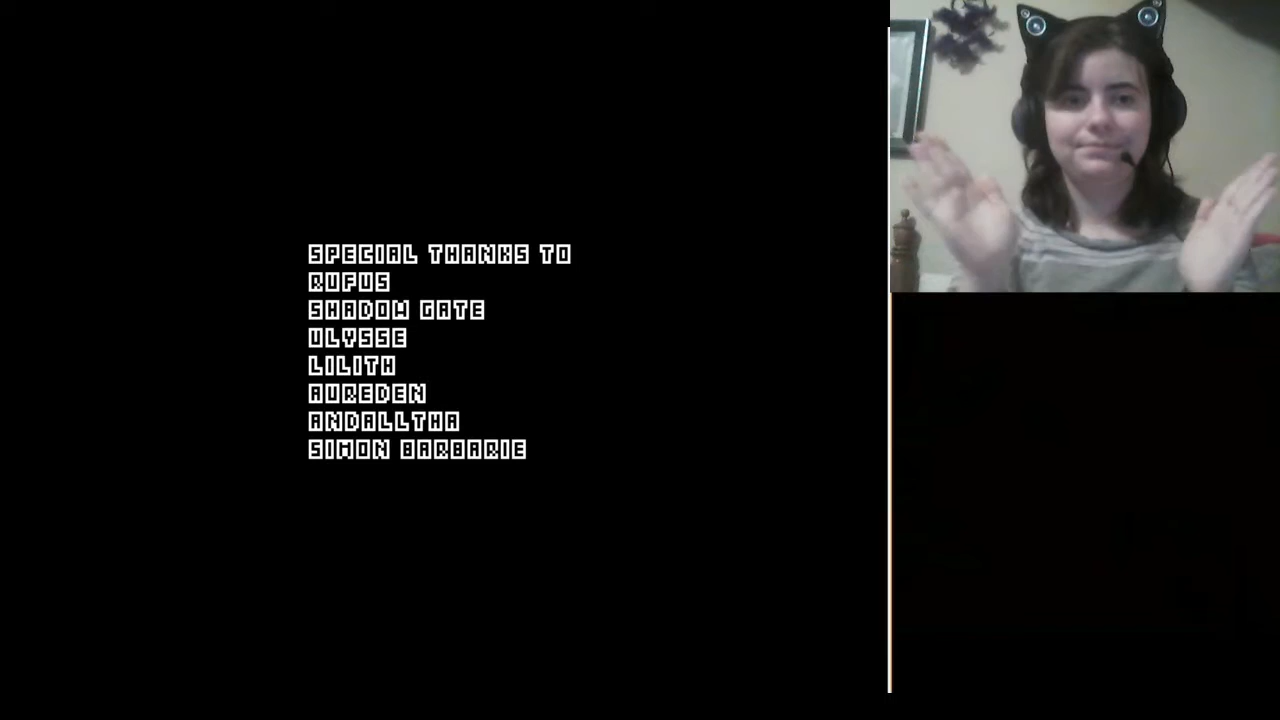 SPECIAL THANKS TO
RUFUS
SHADOW GATE
ULYSSE
LILITH
AUREDEN
ANDALLTHA
SIMON BARBARIE